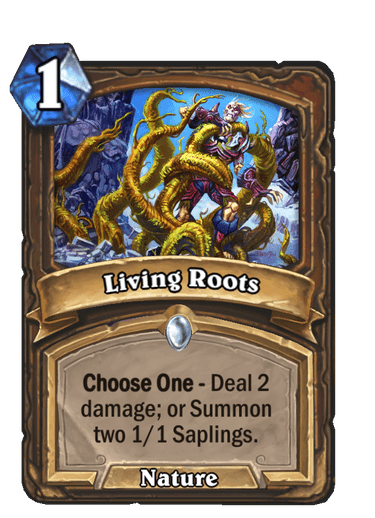 1
Living Roots
Choose One - Deal 2
damage; or Summon
two 1/1 Saplings.
Nature